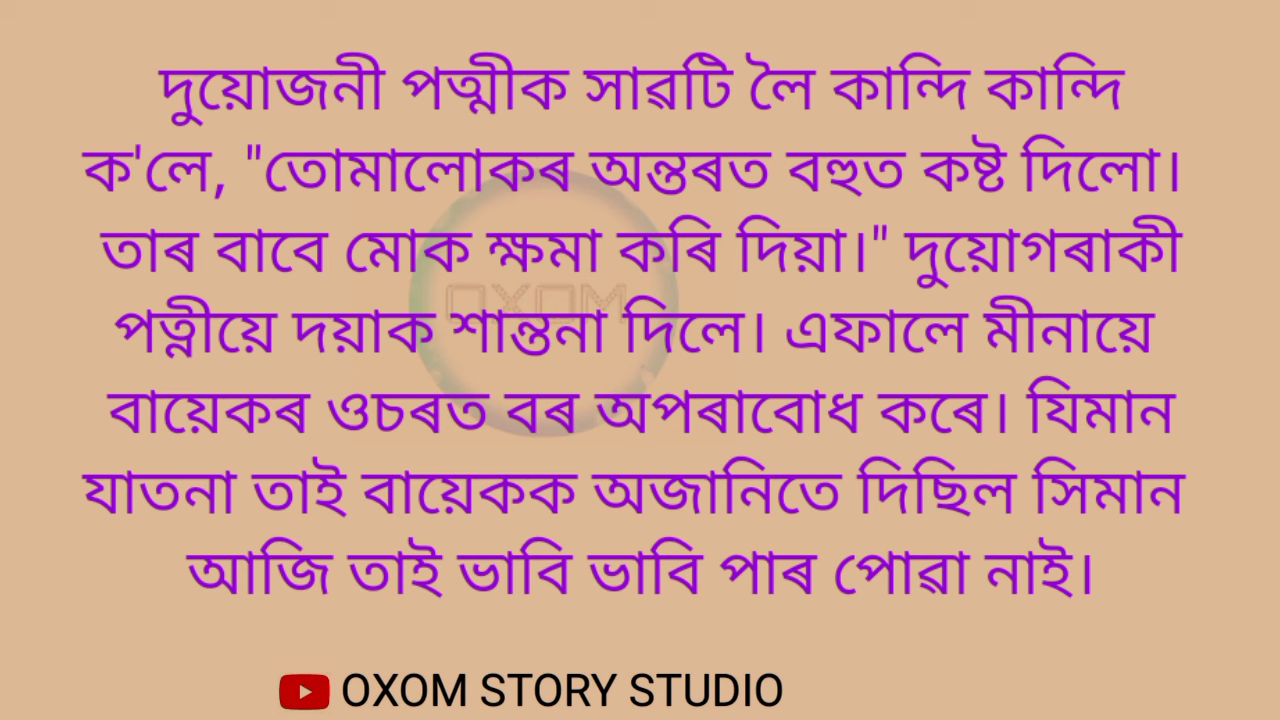 দুয়োজনী পত্মীক সাৱটি লৈ কান্দি কান্দি
ক'লে, "তোমালোকৰ অন্তৰত বহুত কষ্ট দিলো।
তাৰ বাবে মোক ক্ষমা কৰি দিয়া।" দুয়োগৰাকী
পত্নীয়ে দয়াক শান্তনা দিলে। এফালে মীনায়ে
বায়েকৰ ওচৰত বৰ অপৰাবোধ কৰে। যিমান
যাতনা তাই বায়েকক অজানিতে দিছিল সিমান
আজি তাই ভাবি ভাবি পাৰ পোৱা নাই।
OXOM
OXOM STORY STUDIO